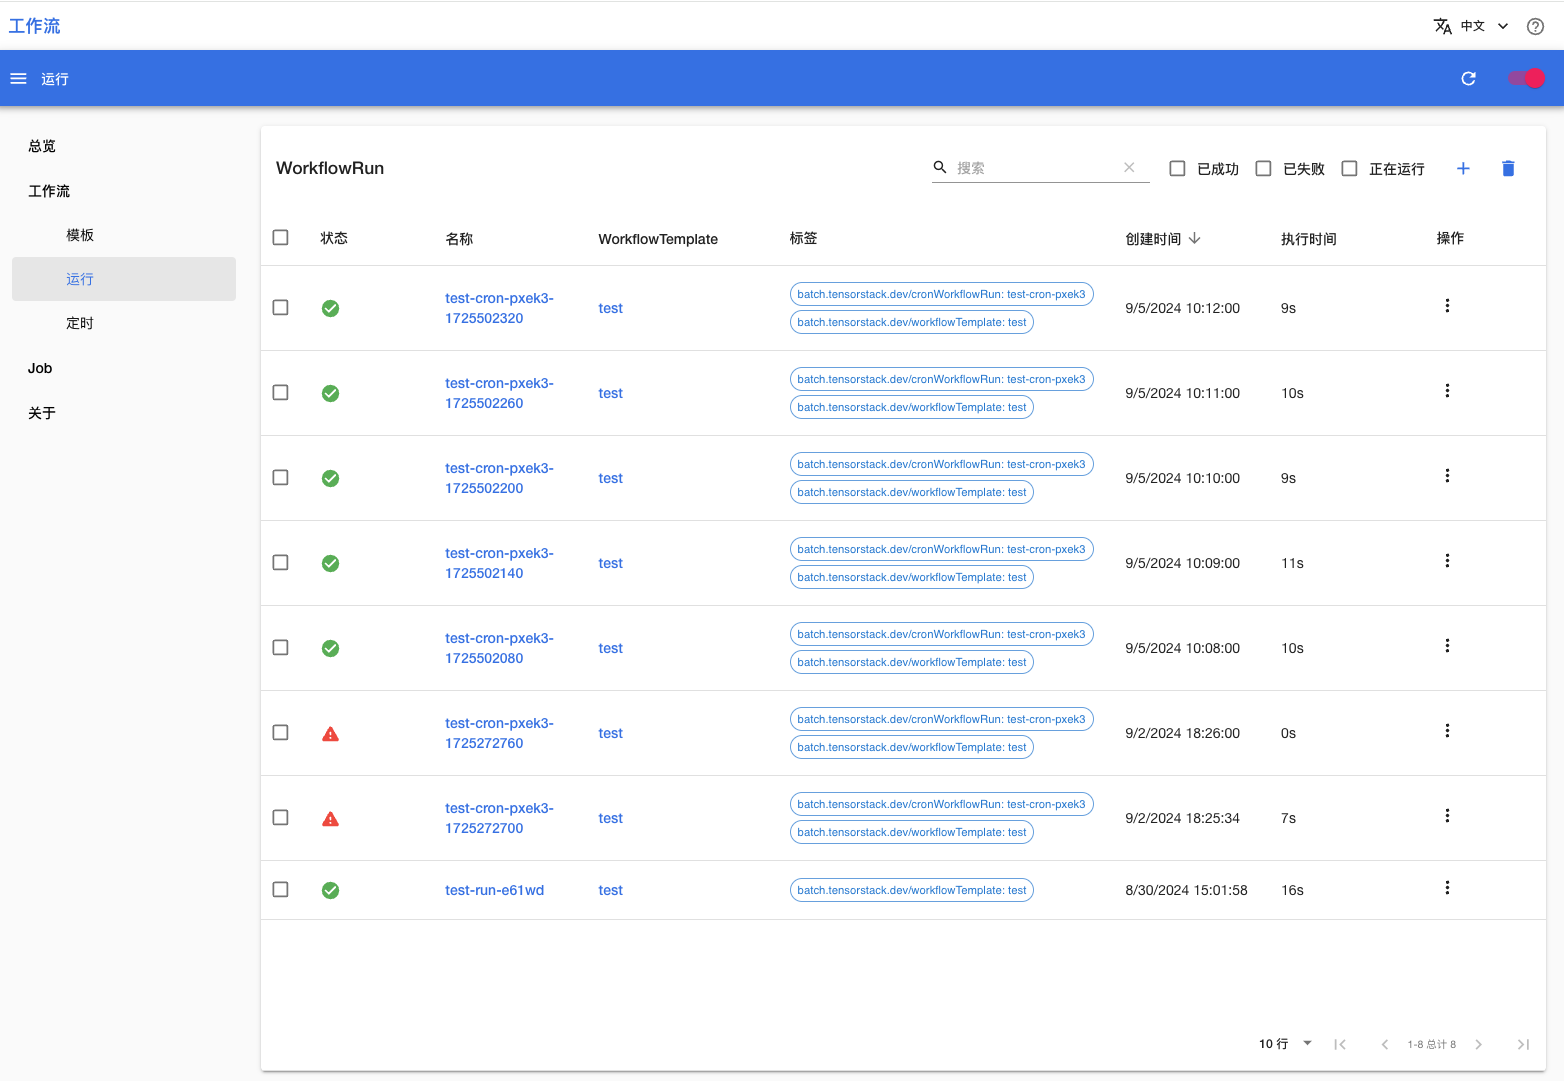 工作流
中文
运行
总览
工作流
模板
运行
定时
Job
关于
WorkflowRun
搜索
已成功
已失败
正在运行
状态 名称 WorkflowTemplate 标签 创建时间 执行时间 操作
test-cron-pxek3-
1725502320
test
batch.tensorstack.dev/cronWorkflowRun: test-cron-pxek3
batch.tensorstack.dev/workflowTemplate: test
9/5/2024 10:12:00
9s
test-cron-pxek3-
1725502260
test
batch.tensorstack.dev/cronWorkflowRun: test-cron-pxek3
batch.tensorstack.dev/workflowTemplate: test
9/5/2024 10:11:00
10s
test-cron-pxek3-
1725502200
test
batch.tensorstack.dev/cronWorkflowRun: test-cron-pxek3
batch.tensorstack.dev/workflowTemplate: test
9/5/2024 10:10:00
9s
test-cron-pxek3-
1725502140
test
batch.tensorstack.dev/cronWorkflowRun: test-cron-pxek3
batch.tensorstack.dev/workflowTemplate: test
9/5/2024 10:09:00
11s
test-cron-pxek3-
1725502080
test
batch.tensorstack.dev/cronWorkflowRun: test-cron-pxek3
batch.tensorstack.dev/workflowTemplate: test
9/5/2024 10:08:00
10s
test-cron-pxek3-
1725272760
test
batch.tensorstack.dev/cronWorkflowRun: test-cron-pxek3
batch.tensorstack.dev/workflowTemplate: test
9/2/2024 18:26:00
0s
test-cron-pxek3-
1725272700
test
batch.tensorstack.dev/cronWorkflowRun: test-cron-pxek3
batch.tensorstack.dev/workflowTemplate: test
9/2/2024 18:25:34
7s
test-run-e61wd
test
batch.tensorstack.dev/workflowTemplate: test
8/30/2024 15:01:58
16s
10 行
1-8 总计 8